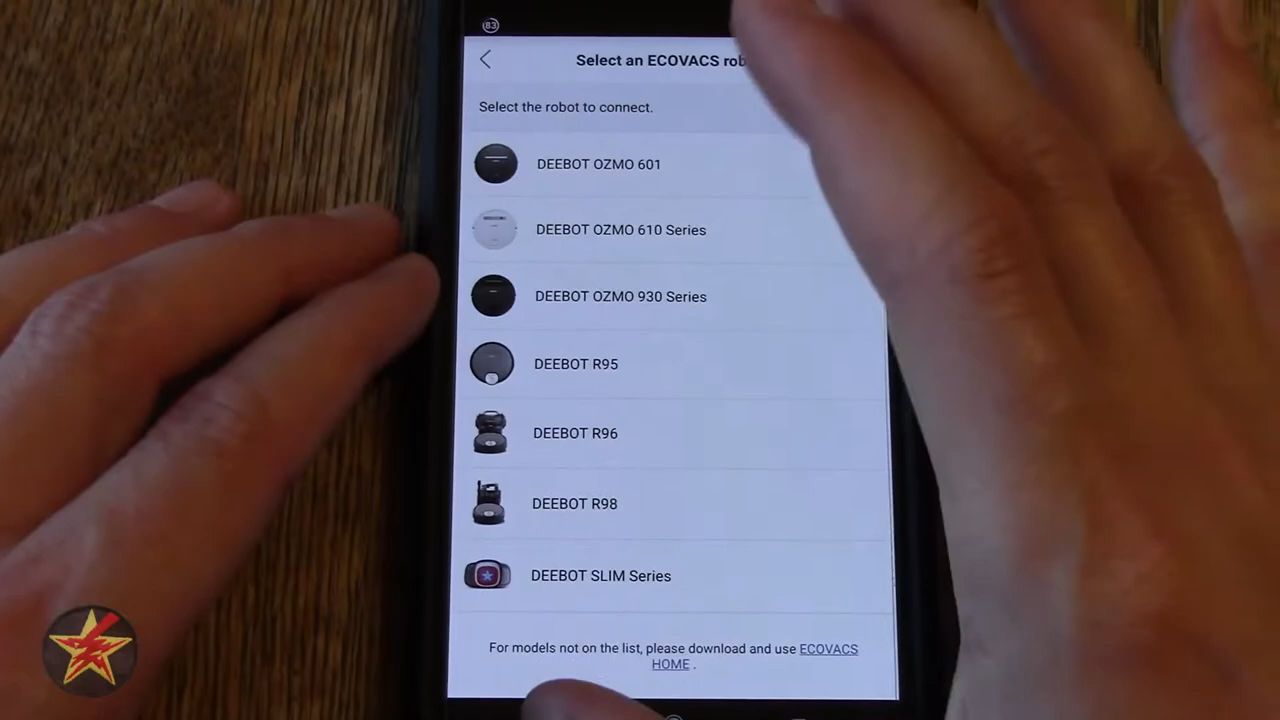 83
Select an ECOVACS rob
Select the robot to connect.
DEEBOT OZMO 601
DEEBOT OZMO 610 Series
DEEBOT OZMO 930 Series
DEEBOT R95
DEEBOT R96
DEEBOT R98
DEEBOT SLIM Series
For models not on the list, please download and use ECOVACS
HOME .